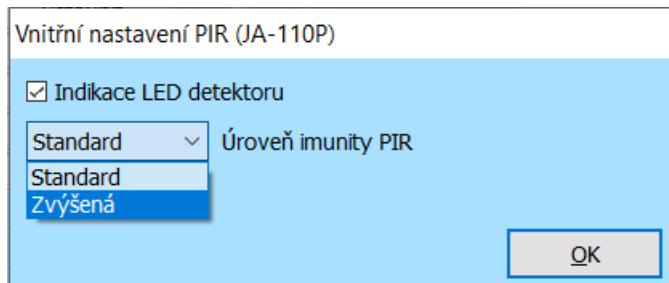 Vnitřní nastavení PIR (JA-110P)
Indikace LED detektoru
Standard Úroveň imunity PIR
Standard
Zvýšená
OK